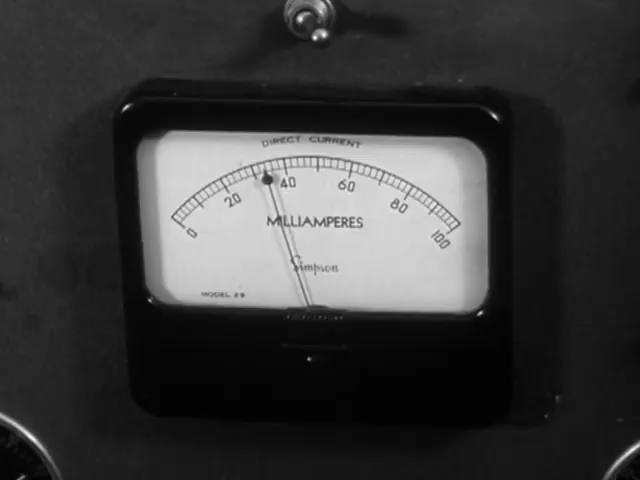 DIRECT CURRENT
0 20 40 60 80 100
MILLIAMPERES
Simpson
MODEL 29